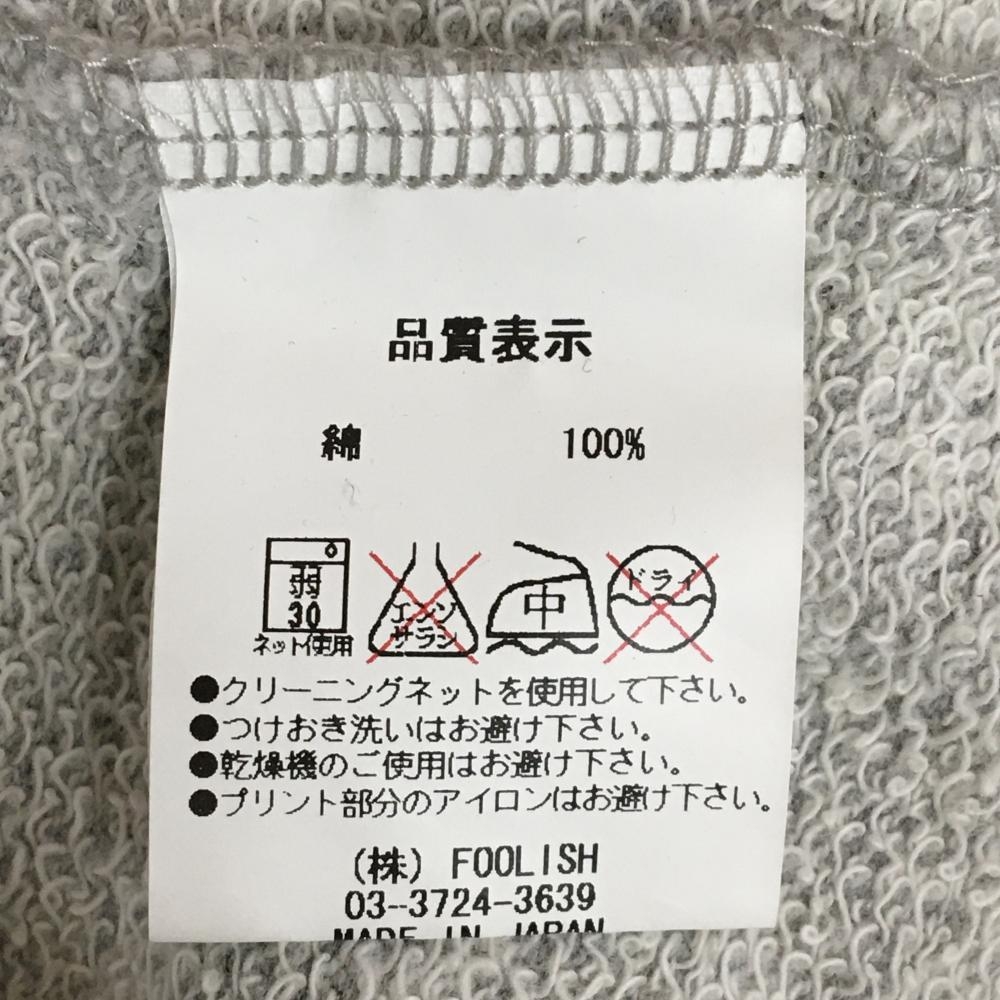 品質表示
綿 100%
弱
30
ネット使用
エンソ
サラシ
中
ドライ
●クリーニングネットを使用して下さい。
●つけおき洗いはお避け下さい。
●乾燥機のご使用はお避け下さい。
●プリント部分のアイロンはお避け下さい。
(株) FOOLISH
03-3724-3639
MADE IN JAPAN